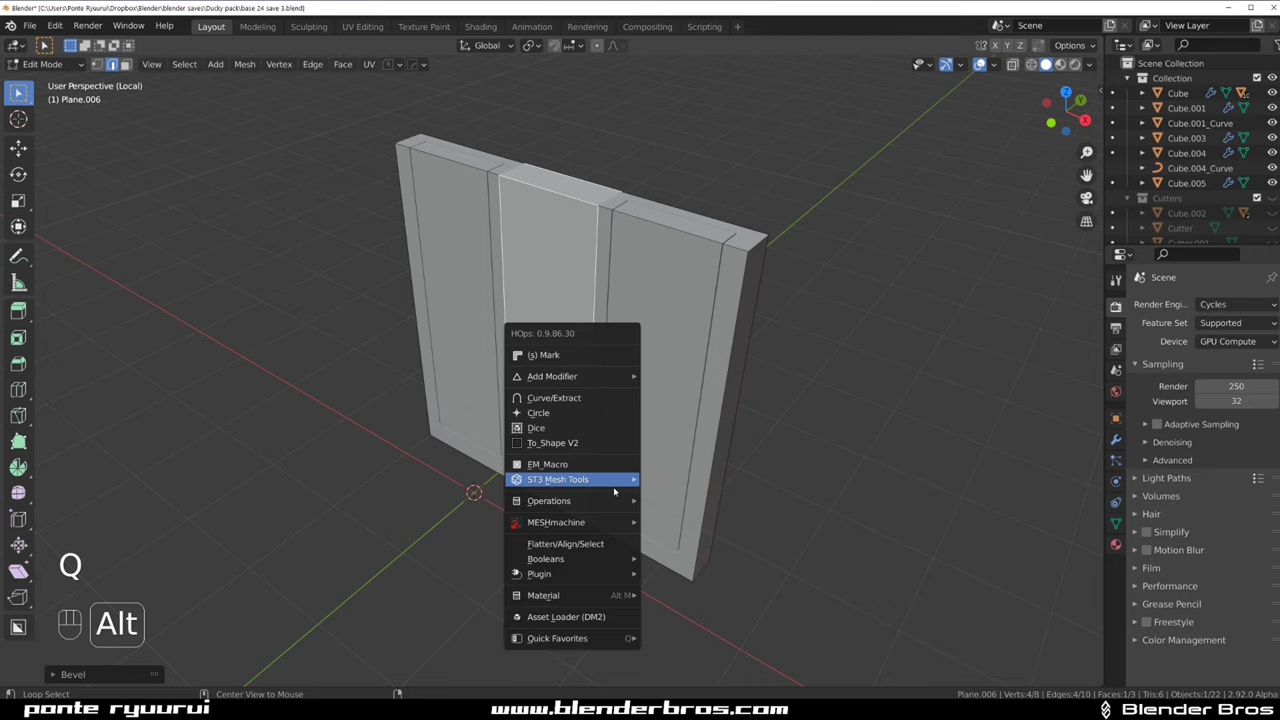 Blender* [C:\Users\Ponte Ryuurui\Dropbox\Blender\blender saves\Ducky pack\base 24 save 3.blend]
File Edit Render Window Help Layout Modeling Sculpting UV Editing Texture Paint Shading Animation Rendering Compositing Scripting Scene View Layer
Global X Y Z Options
Edit Mode View Select Add Mesh Vertex Edge Face UV
User Perspective (Local)
(1) Plane.006
Z
Y
X
Scene Collection
Collection
Cube
Cube.001
Cube.001_Curve
Cube.003
Cube.004
Cube.004_Curve
Cube.005
Cutters
Cube.002
Cutter
Scene
Render Engi...
Cycles
Feature Set
Supported
Device
GPU Compute
Sampling
Render
250
Viewport
32
Adaptive Sampling
Denoising
Advanced
Light Paths
Volumes
Hair
Simplify
Motion Blur
Film
Performance
Grease Pencil
Freestyle
Color Management
HOps: 0.9.86.30
(s) Mark
Add Modifier
Curve/Extract
Circle
Dice
To_Shape V2
EM_Macro
ST3 Mesh Tools
Operations
MESHmachine
Flatten/Align/Select
Booleans
Plugin
Material Alt M
Asset Loader (DM2)
Quick Favorites Q
Q
Alt
Bevel
Loop Select
Center View to Mouse
Plane.006 | Verts:4/8 | Edges:4/10 | Faces:1/3 | Tris:6 | Objects:1/22 | 2.92.0 Alpha
ponte ryuurui
www.blenderbros.com
Blender Bros